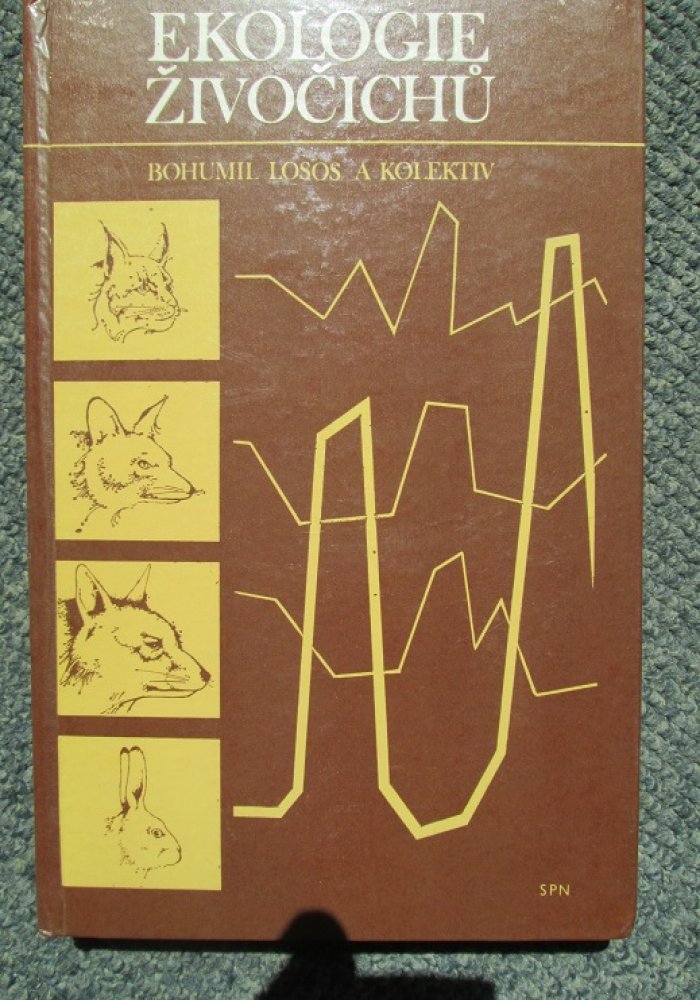 EKOLOGIE
ŽIVOČICHŮ
BOHUMIL LOSOS A KOLEKTIV
SPN